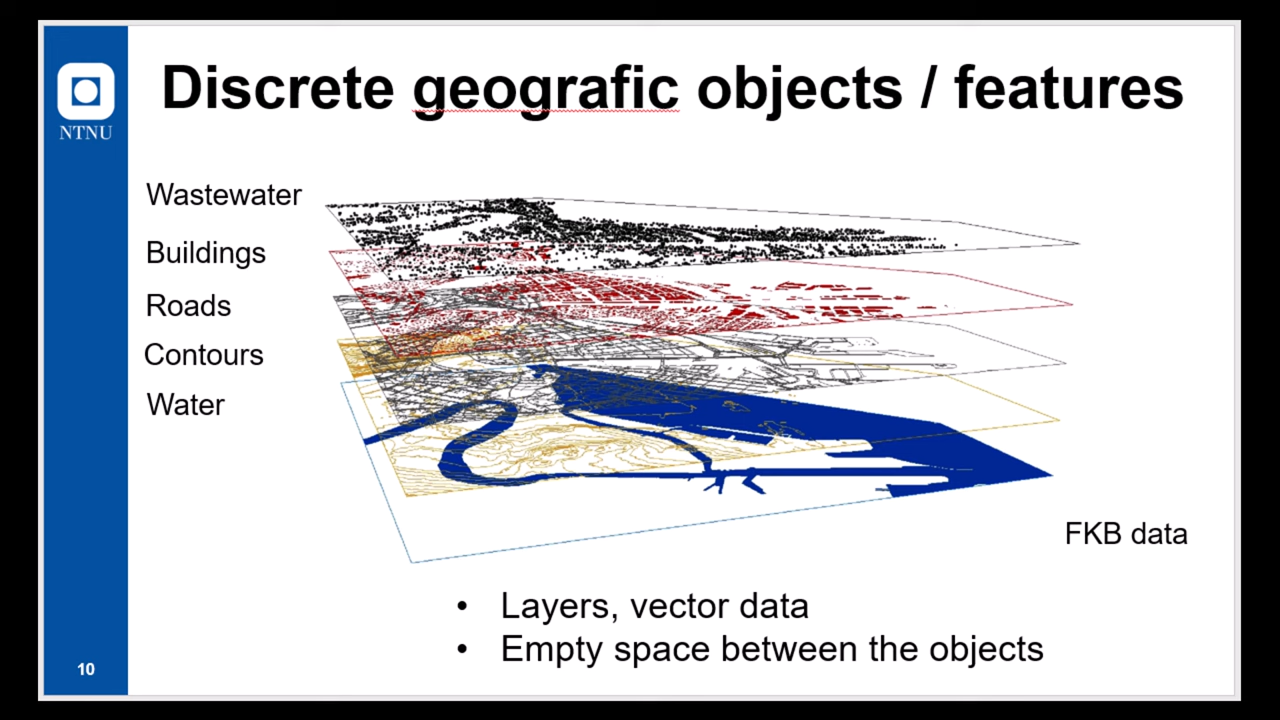 Discrete geografic objects / features
NTNU
Wastewater
Buildings
Roads
Contours
Water
FKB data
• Layers, vector data
• Empty space between the objects
10